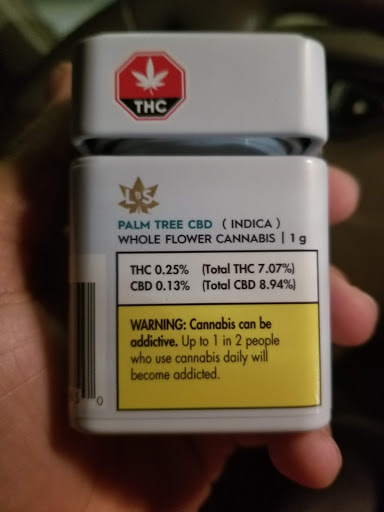 THC
LBS
PALM TREE CBD ( INDICA )
WHOLE FLOWER CANNABIS | 1 g
THC 0.25% (Total THC 7.07%)
CBD 0.13% (Total CBD 8.94%)
WARNING: Cannabis can be
addictive. Up to 1 in 2 people
who use cannabis daily will
become addicted.
0